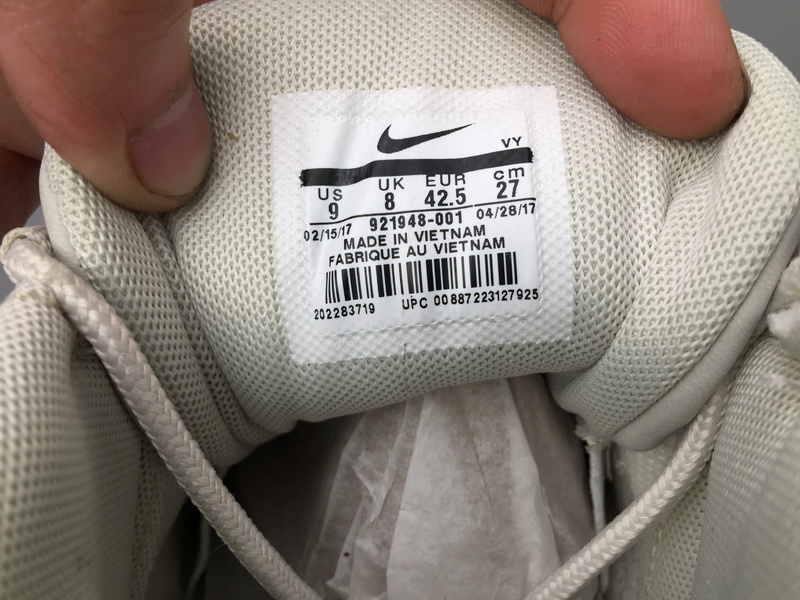 VY
US UK EUR cm
9 8 42.5 27
02/15/17 921948-001 04/28/17
MADE IN VIETNAM
FABRIQUE AU VIETNAM
202283719 UPC 00887223127925